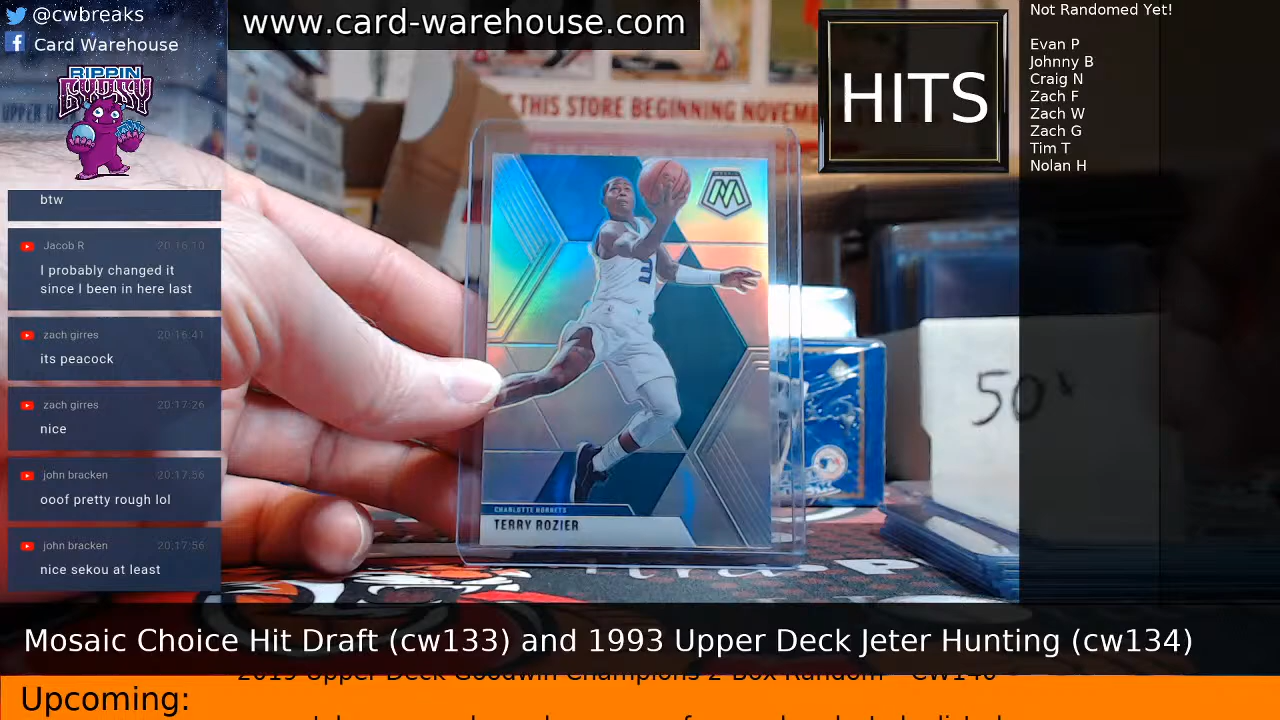 @cwbreaks
Card Warehouse
RIPPIN
www.card-warehouse.com
HITS
Not Randomed Yet!
Evan P
Johnny B
Craig N
Zach F
Zach W
Zach G
Tim T
Nolan H
THIS STORE BEGINNING NOVEM
btw
Jacob R 20:16:10
I probably changed it
since I been in here last
zach girres 20:16:41
its peacock
zach girres 20:17:26
nice
john bracken 20:17:56
ooof pretty rough lol
john bracken 20:17:56
nice sekou at least
MOSAIC
3
CHARLOTTE HORNETS
TERRY ROZIER
50
Mosaic Choice Hit Draft (cw133) and 1993 Upper Deck Jeter Hunting (cw134)
2019 Upper Deck Goodwin Champions 2 Box Random - CW140
Upcoming: